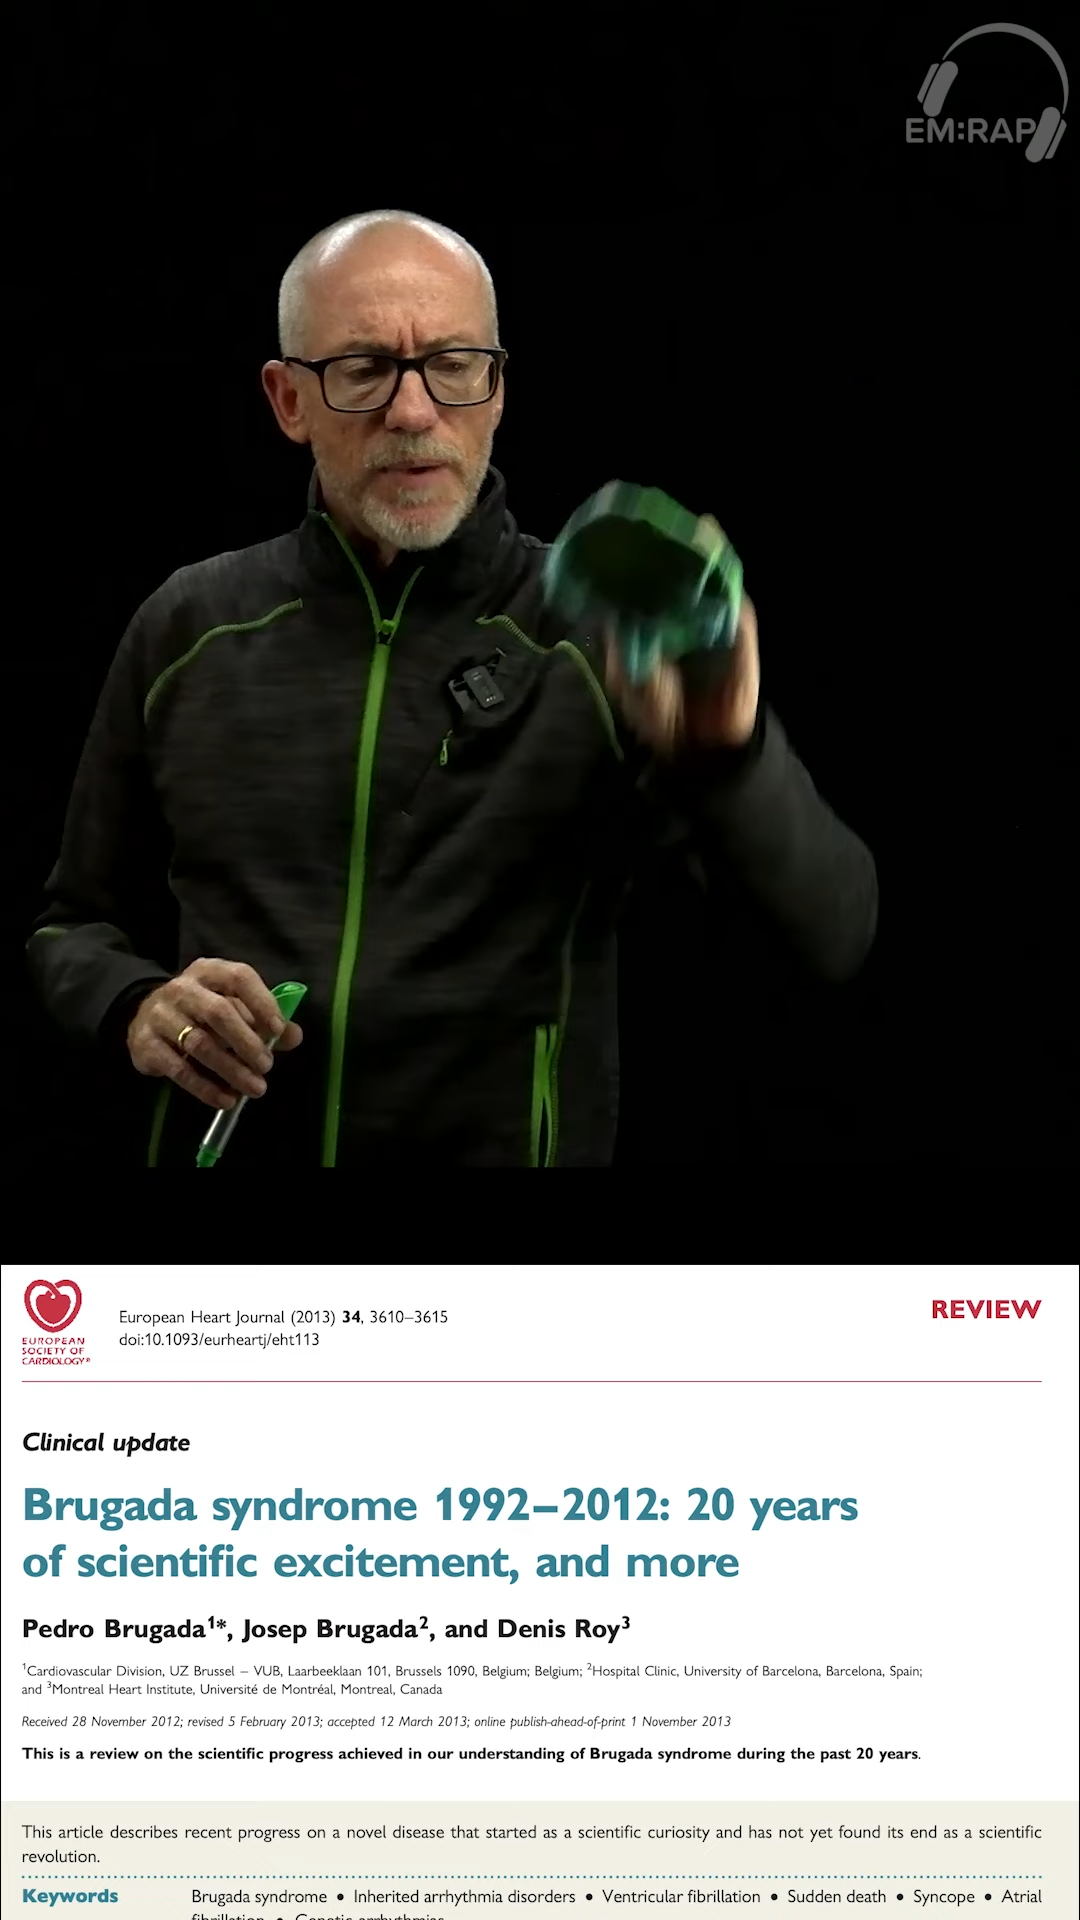 EM:RAP
EUROPEAN
SOCIETY OF
CARDIOLOGY®
European Heart Journal (2013) 34, 3610–3615
doi:10.1093/eurheartj/eht113
REVIEW
Clinical update
Brugada syndrome 1992–2012: 20 years
of scientific excitement, and more
Pedro Brugada1*, Josep Brugada2, and Denis Roy3
1Cardiovascular Division, UZ Brussel – VUB, Laarbeeklaan 101, Brussels 1090, Belgium; Belgium; 2Hospital Clinic, University of Barcelona, Barcelona, Spain;
and 3Montreal Heart Institute, Université de Montréal, Montreal, Canada
Received 28 November 2012; revised 5 February 2013; accepted 12 March 2013; online publish-ahead-of-print 1 November 2013
This is a review on the scientific progress achieved in our understanding of Brugada syndrome during the past 20 years.
This article describes recent progress on a novel disease that started as a scientific curiosity and has not yet found its end as a scientific
revolution.
Keywords
Brugada syndrome • Inherited arrhythmia disorders • Ventricular fibrillation • Sudden death • Syncope • Atrial
fibrillation • Genetic arrhythmias